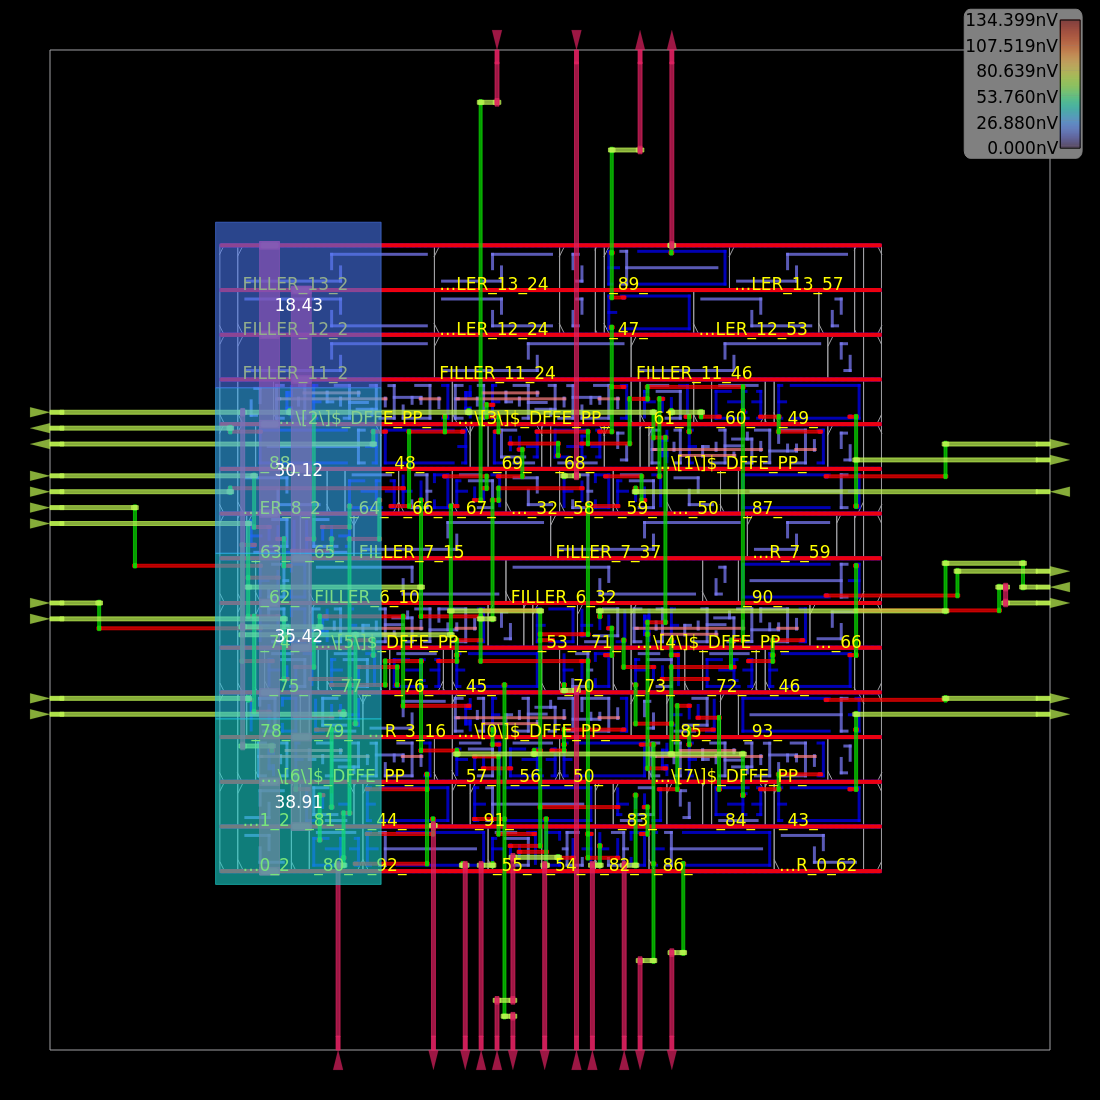 134.399nV
107.519nV
80.639nV
53.760nV
26.880nV
0.000nV
FILLER_13_2 ...LER_13_24 _89_ ...LER_13_57
18.43
FILLER_12_2 ...LER_12_24 _47_ ...LER_12_53
FILLER_11_2 FILLER_11_24 FILLER_11_46
...\[2\]$_DFFE_PP_ ...\[3\]$_DFFE_PP_ _61_ _60_ _49_
_88_ _48_ _69_ _68_ ...\[1\]$_DFFE_PP_
30.12
...ER_8_2 _64_ _66_ _67_ ..._32_ _58_ _59_ ..._50_ _87_
_63_ _65_ FILLER_7_15 FILLER_7_37 ...R_7_59
_62_ FILLER_6_10 FILLER_6_32 _90_
35.42
_74_ ...\[5\]$_DFFE_PP_ _53_ _71_ ...\[4\]$_DFFE_PP_ ..._66
_75_ _77_ _76_ _45_ _70_ _73_ _72_ _46_
_78_ _79_ ...R_3_16 ...\[0\]$_DFFE_PP_ _85_ _93_
...\[6\]$_DFFE_PP_ _57_ _56_ _50 ...\[7\]$_DFFE_PP_
38.91
...1_2 _81_ _44_ _91_ _83_ _84_ _43_
...0_2 _80_ _92_ _55_ _54_ _82_ _86_ ...R_0_62